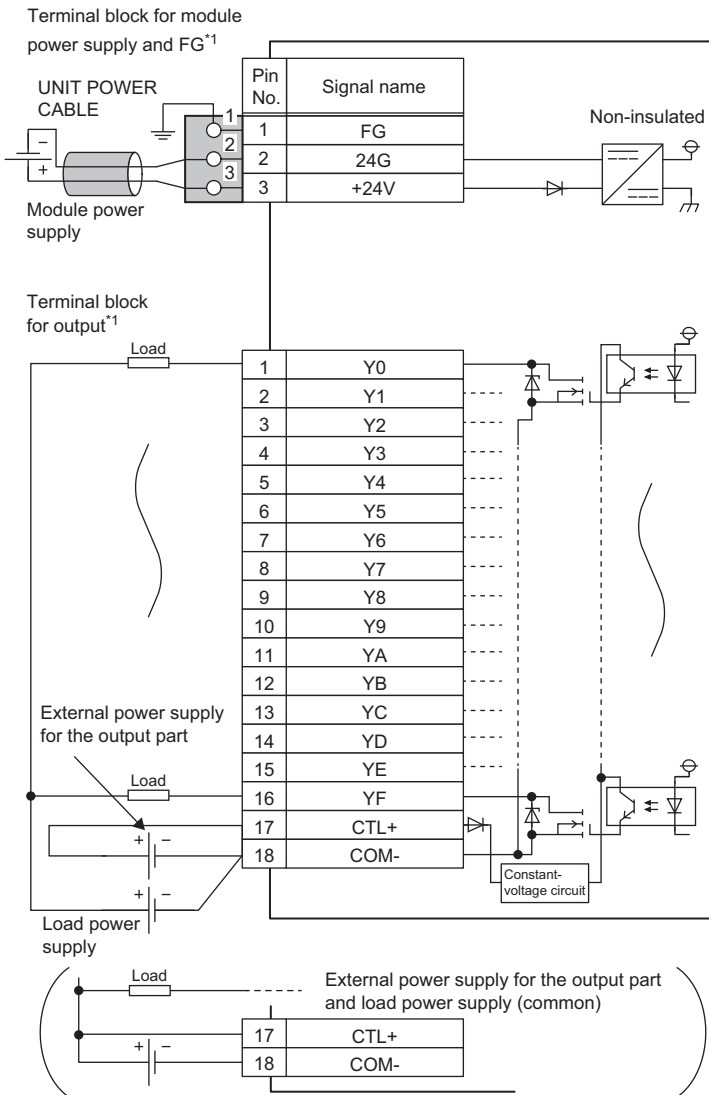 Terminal block for module
power supply and FG*1
UNIT POWER
CABLE
Pin
No.
Signal name
Non-insulated
1
2
3
1 FG
2 24G
3 +24V
−
+
Module power
supply
Terminal block
for output*1
Load
1 Y0
2 Y1
3 Y2
4 Y3
5 Y4
6 Y5
7 Y6
8 Y7
9 Y8
10 Y9
11 YA
12 YB
13 YC
14 YD
15 YE
16 YF
17 CTL+
18 COM-
External power supply
for the output part
Load
+ −
+ −
Load power
supply
Constant-
voltage circuit
Load
External power supply for the output part
and load power supply (common)
+ −
17 CTL+
18 COM-